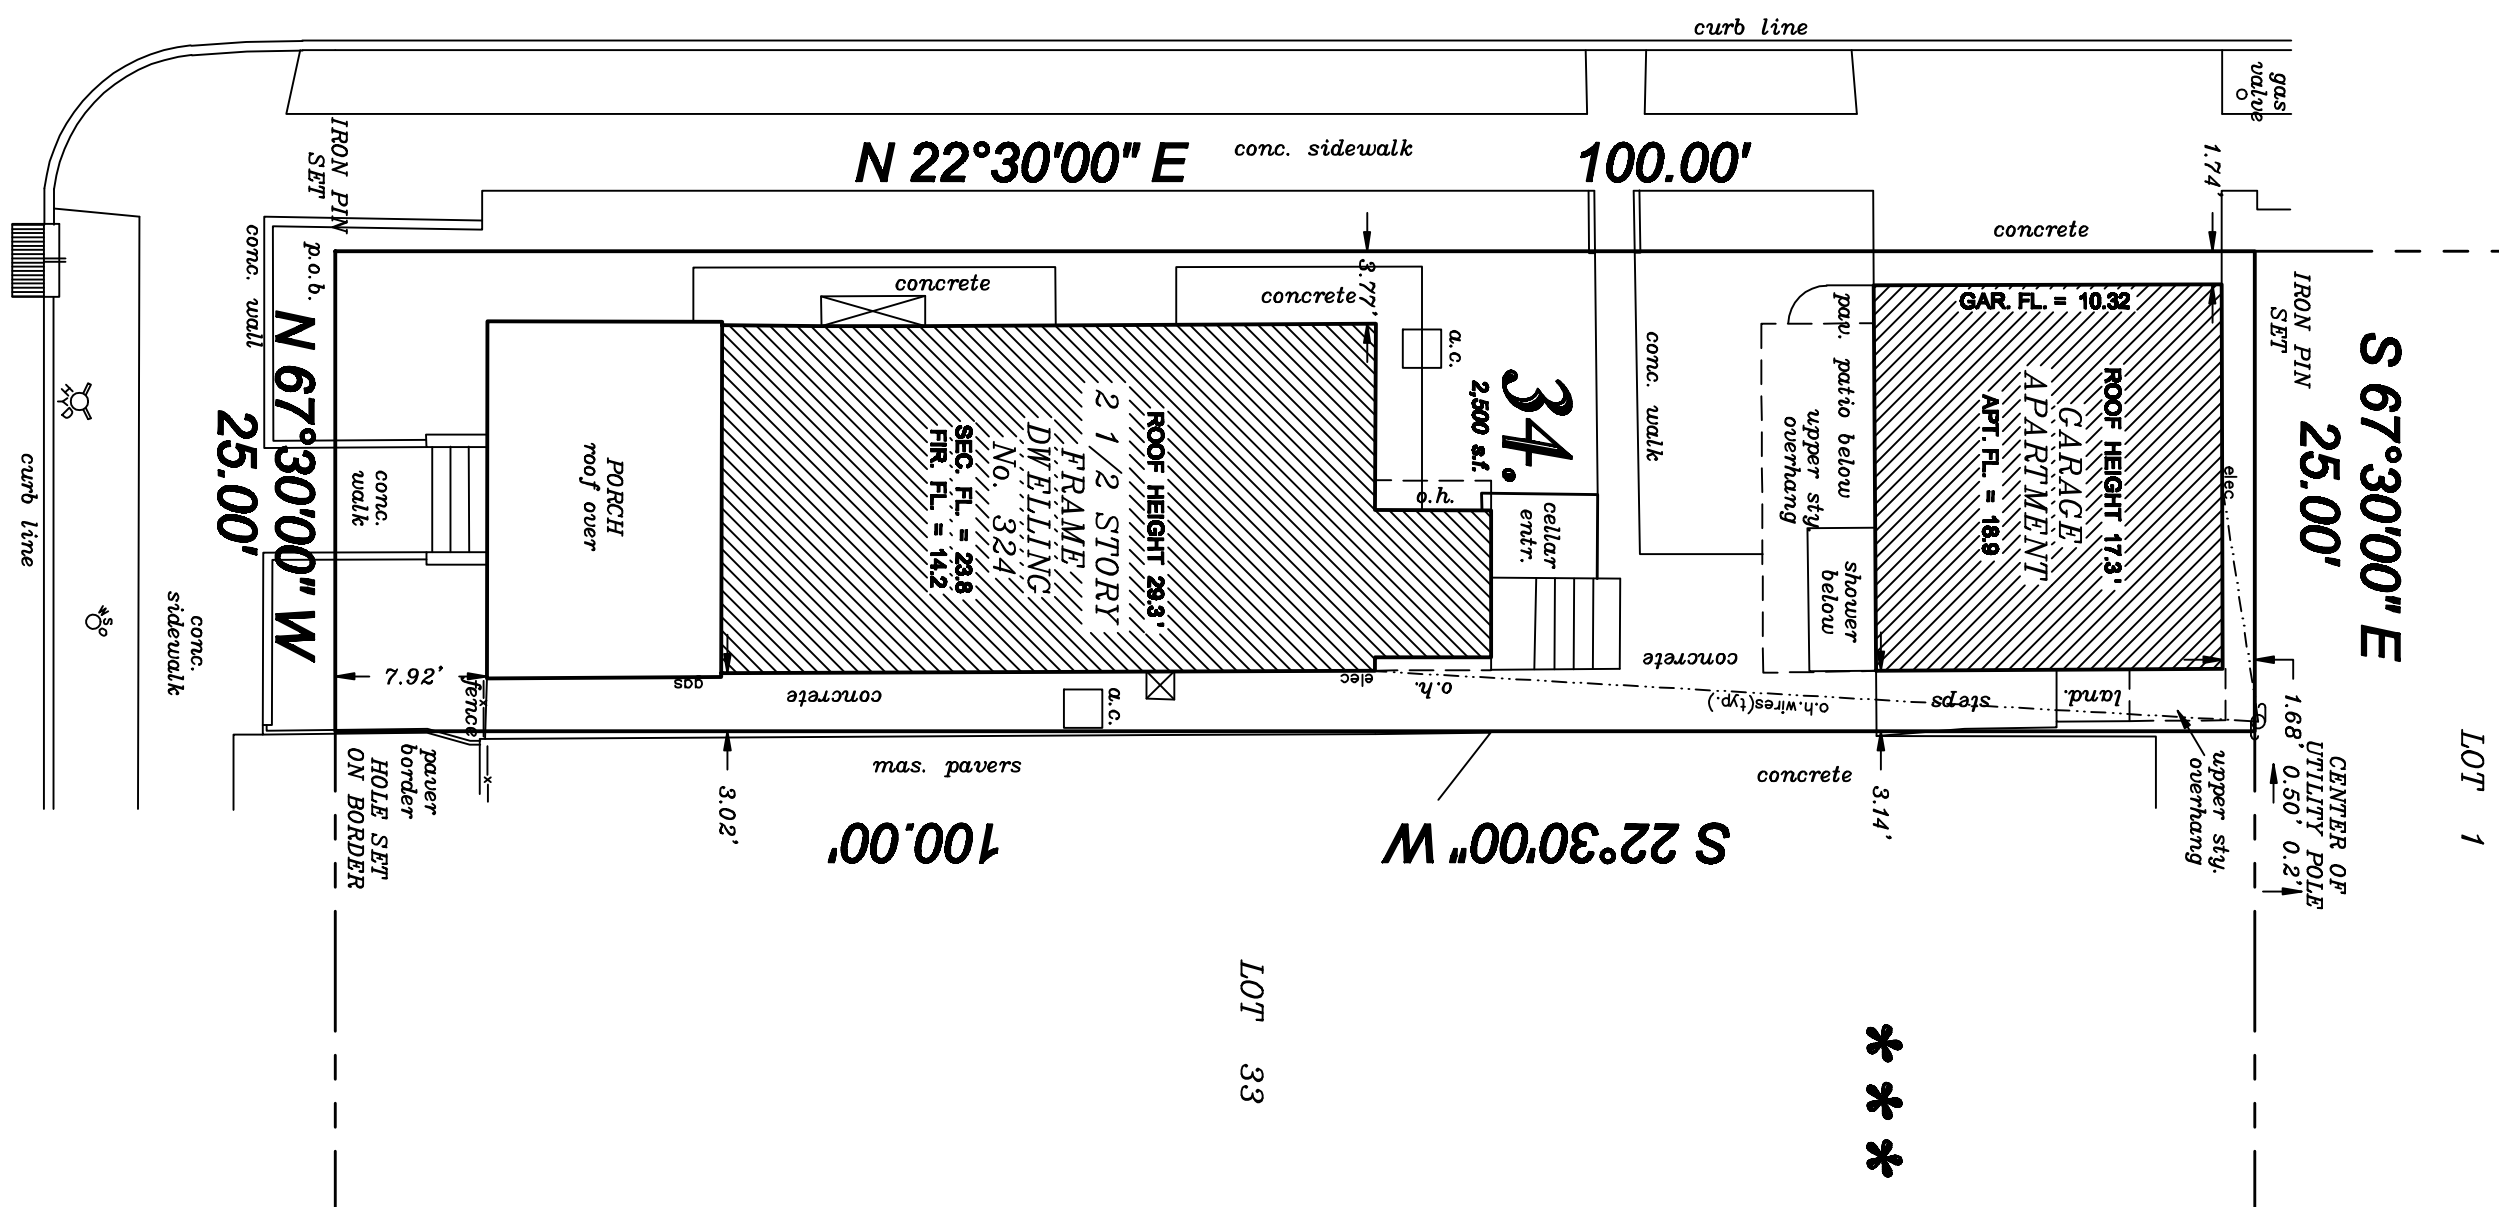 curb line
gas
valve
IRON PIN
SET
N 22°30'00" E
conc. sidewalk
100.00'
1.74'
p.o.b.
conc. wall
concrete
concrete
concrete
3.77'
a.c.
conc. walk
pav. patio below
upper sty
overhang
GAR. FL. = 10.32
ROOF HEIGHT 17.3'
GARAGE
APARTMENT
APT. FL. = 18.9
IRON PIN
SET
S 67°30'00" E
25.00'
N 67°30'00" W
25.00'
HYD
curb line
conc.
walk
PORCH
roof over
ROOF HEIGHT 29.3'
2 1/2 STORY
FRAME
DWELLING
No. 324
SEC. FL. = 23.8
FIR. FL. = 14.2
34.
2,500 s.f.
o.h.
cellar
entr.
shower
below
elec
wso
conc.
sidewalk
7.92'
fence
gas
concrete
a.c.
elec
o.h.
concrete
o.h.wires(typ.)
steps
land.
1.68'
CENTER OF
UTILITY POLE
0.50' 0.2'
upper sty.
overhang
paver
border
HOLE SET
ON BORDER
mas. pavers
3.02'
concrete
3.14'
100.00'
S 22°30'00" W
LOT 1
LOT 33
* * *